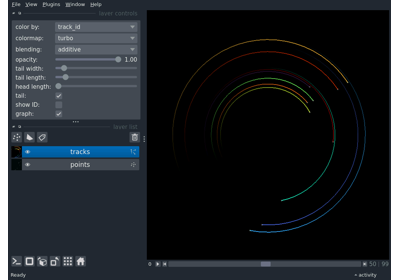 File View Plugins Window Help
layer controls
color by: track_id
colormap: turbo
blending: additive
opacity: 1.00
tail width:
tail length:
head length:
tail:
show ID:
graph:
layer list
tracks
points
50 99
Ready
activity